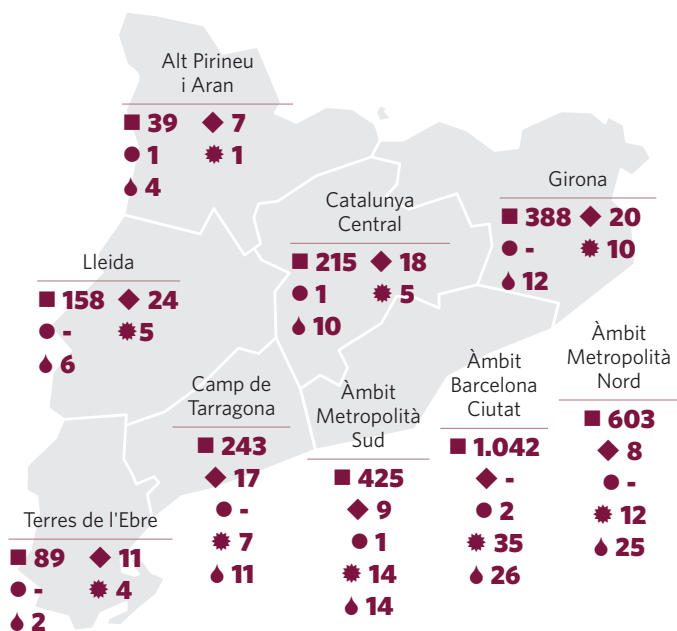 Alt Pirineu
i Aran
■ 39 ◆ 7
● 1 ✹ 1
💧 4
Girona
■ 388 ◆ 20
● - ✹ 10
💧 12
Catalunya
Central
■ 215 ◆ 18
● 1 ✹ 5
💧 10
Lleida
■ 158 ◆ 24
● - ✹ 5
💧 6
Camp de
Tarragona
■ 243
◆ 17
● -
✹ 7
💧 11
Àmbit
Metropolità
Sud
■ 425
◆ 9
● 1
✹ 14
💧 14
Àmbit
Barcelona
Ciutat
■ 1.042
◆ -
● 2
✹ 35
💧 26
Àmbit
Metropolità
Nord
■ 603
◆ 8
● -
✹ 12
💧 25
Terres de l'Ebre
■ 89 ◆ 11
● - ✹ 4
💧 2